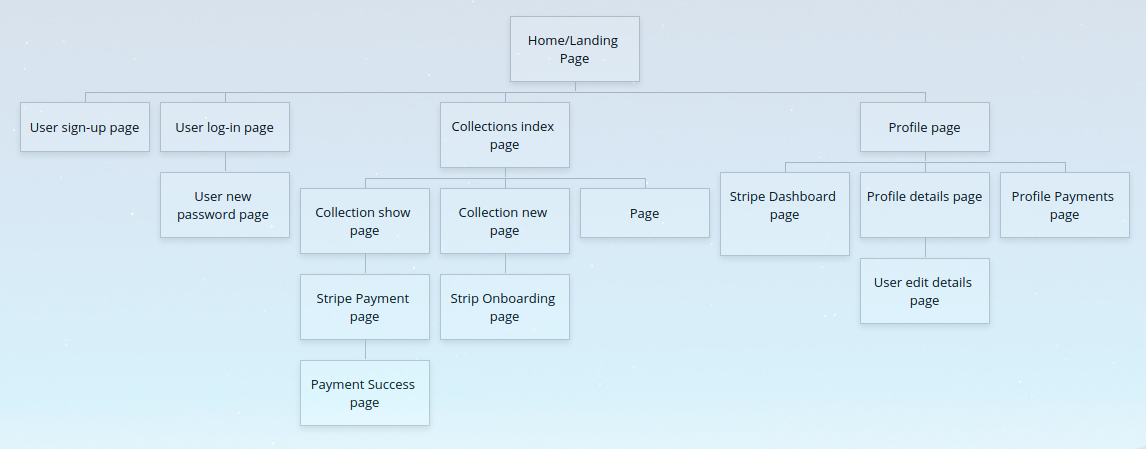 Home/Landing
Page
User sign-up page
User log-in page
Collections index
page
Profile page
User new
password page
Collection show
page
Collection new
page
Page
Stripe Dashboard
page
Profile details page
Profile Payments
page
Stripe Payment
page
Strip Onboarding
page
User edit details
page
Payment Success
page